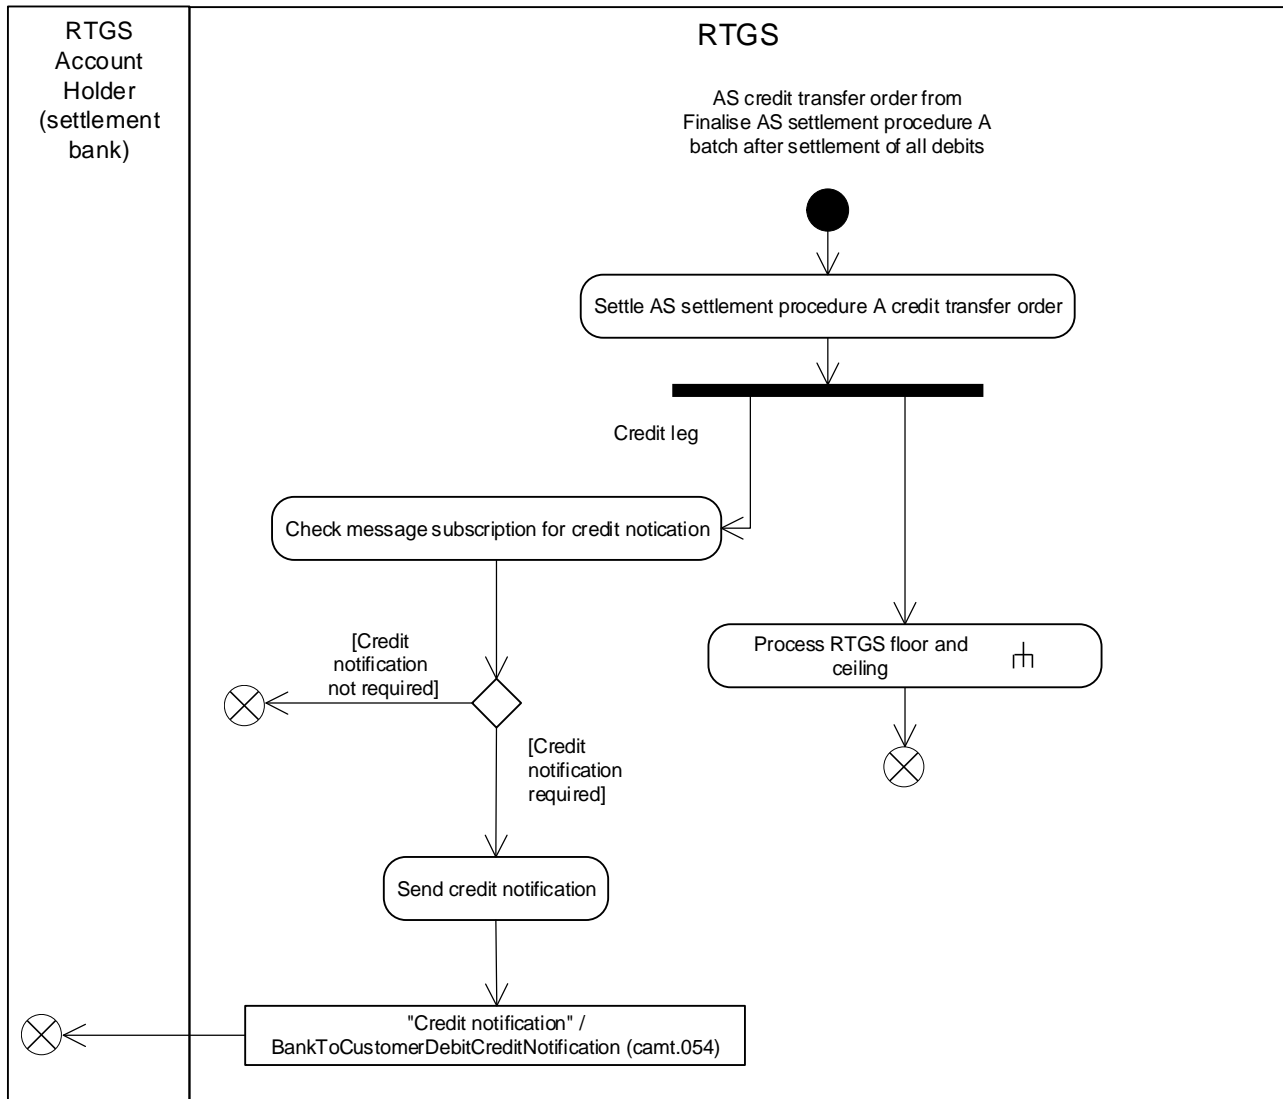 RTGS
Account
Holder
(settlement
bank)
RTGS
AS credit transfer order from
Finalise AS settlement procedure A
batch after settlement of all debits
Settle AS settlement procedure A credit transfer order
Credit leg
Check message subscription for credit notication
[Credit
notification
not required]
Process RTGS floor and
ceiling
[Credit
notification
required]
Send credit notification
"Credit notification" /
BankToCustomerDebitCreditNotification (camt.054)